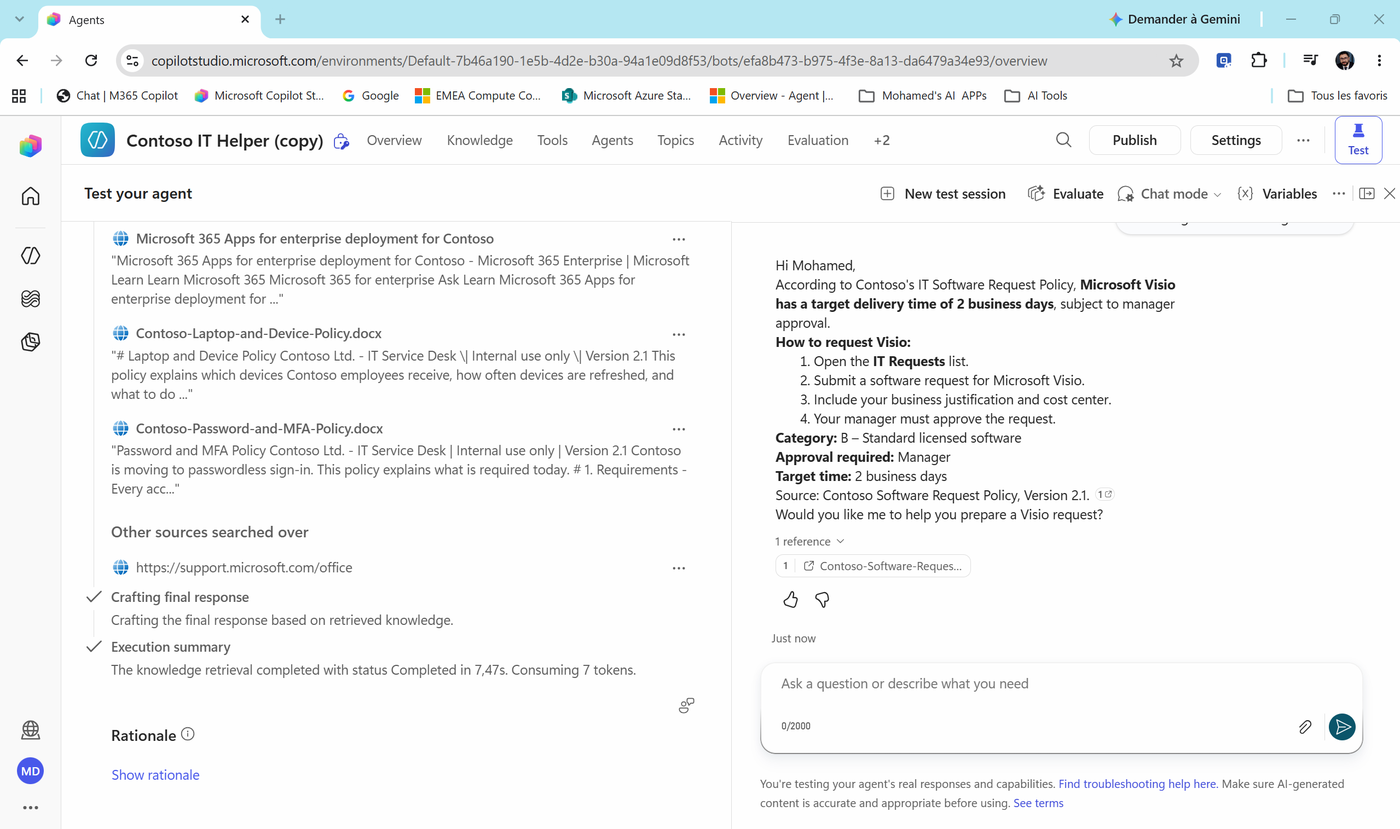 Agents
Demander à Gemini
copilotstudio.microsoft.com/environments/Default-7b46a190-1e5b-4d2e-b30a-94a1e09d8f53/bots/efa8b473-b975-4f3e-8a13-da6479a34e93/overview
Chat | M365 Copilot
Microsoft Copilot St...
Google
EMEA Compute Co...
Microsoft Azure Sta...
Overview - Agent |...
Mohamed's AI APPs
AI Tools
Tous les favoris
Contoso IT Helper (copy)
Overview
Knowledge
Tools
Agents
Topics
Activity
Evaluation
+2
Publish
Settings
Test
Test your agent
New test session
Evaluate
Chat mode
Variables
Microsoft 365 Apps for enterprise deployment for Contoso
"Microsoft 365 Apps for enterprise deployment for Contoso - Microsoft 365 Enterprise | Microsoft
Learn Learn Microsoft 365 Microsoft 365 for enterprise Ask Learn Microsoft 365 Apps for
enterprise deployment for ..."
Contoso-Laptop-and-Device-Policy.docx
"# Laptop and Device Policy Contoso Ltd. - IT Service Desk \| Internal use only \| Version 2.1 This
policy explains which devices Contoso employees receive, how often devices are refreshed, and
what to do ..."
Contoso-Password-and-MFA-Policy.docx
"Password and MFA Policy Contoso Ltd. - IT Service Desk | Internal use only | Version 2.1 Contoso
is moving to passwordless sign-in. This policy explains what is required today. # 1. Requirements -
Every acc..."
Other sources searched over
https://support.microsoft.com/office
Crafting final response
Crafting the final response based on retrieved knowledge.
Execution summary
The knowledge retrieval completed with status Completed in 7,47s. Consuming 7 tokens.
Rationale
Show rationale
MD
Hi Mohamed,
According to Contoso's IT Software Request Policy, Microsoft Visio
has a target delivery time of 2 business days, subject to manager
approval.
How to request Visio:
1. Open the IT Requests list.
2. Submit a software request for Microsoft Visio.
3. Include your business justification and cost center.
4. Your manager must approve the request.
Category: B – Standard licensed software
Approval required: Manager
Target time: 2 business days
Source: Contoso Software Request Policy, Version 2.1. 1
Would you like me to help you prepare a Visio request?
1 reference
1 Contoso-Software-Reques...
Just now
Ask a question or describe what you need
0/2000
You're testing your agent's real responses and capabilities. Find troubleshooting help here. Make sure AI-generated
content is accurate and appropriate before using. See terms